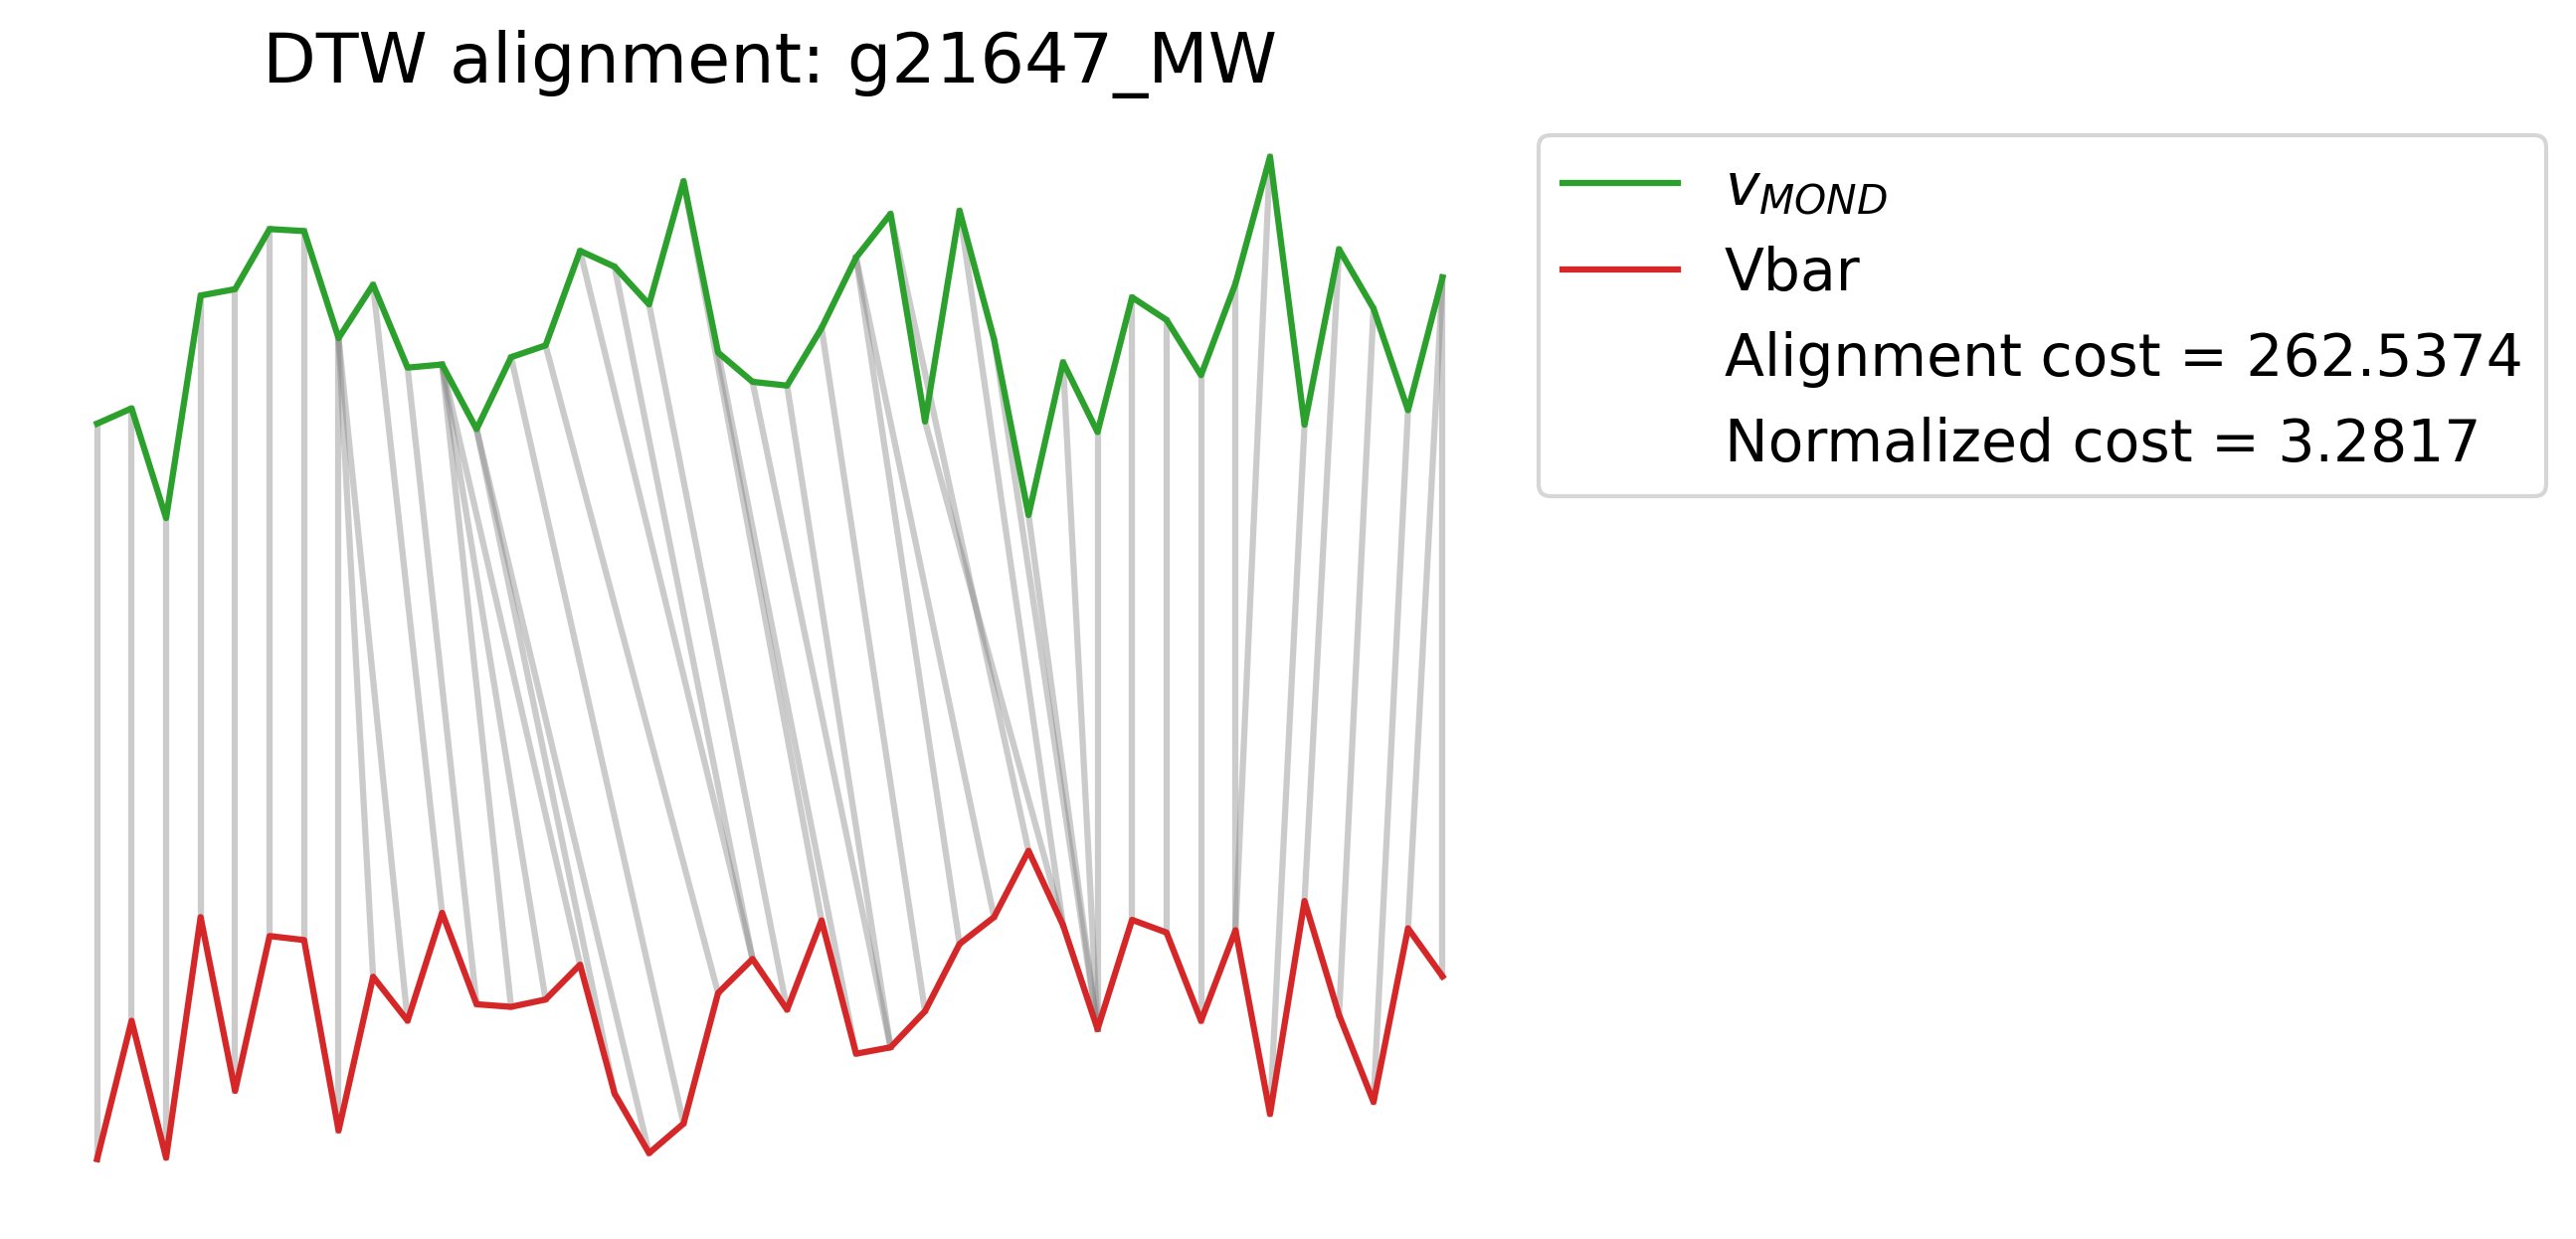 DTW alignment: g21647_MW
v_MOND
Vbar
Alignment cost = 262.5374
Normalized cost = 3.2817